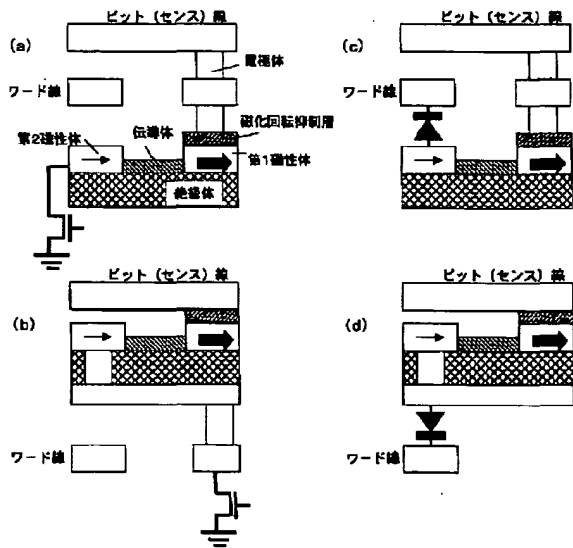 ビット（センス）線
(a)
電極体
ワード線
磁化回転抑制層
第2磁性体
伝導体
第1磁性体
絶縁体
(c)
ビット（センス）線
ワード線
ビット（センス）線
(b)
ワード線
ビット（センス）線
(d)
ワード線